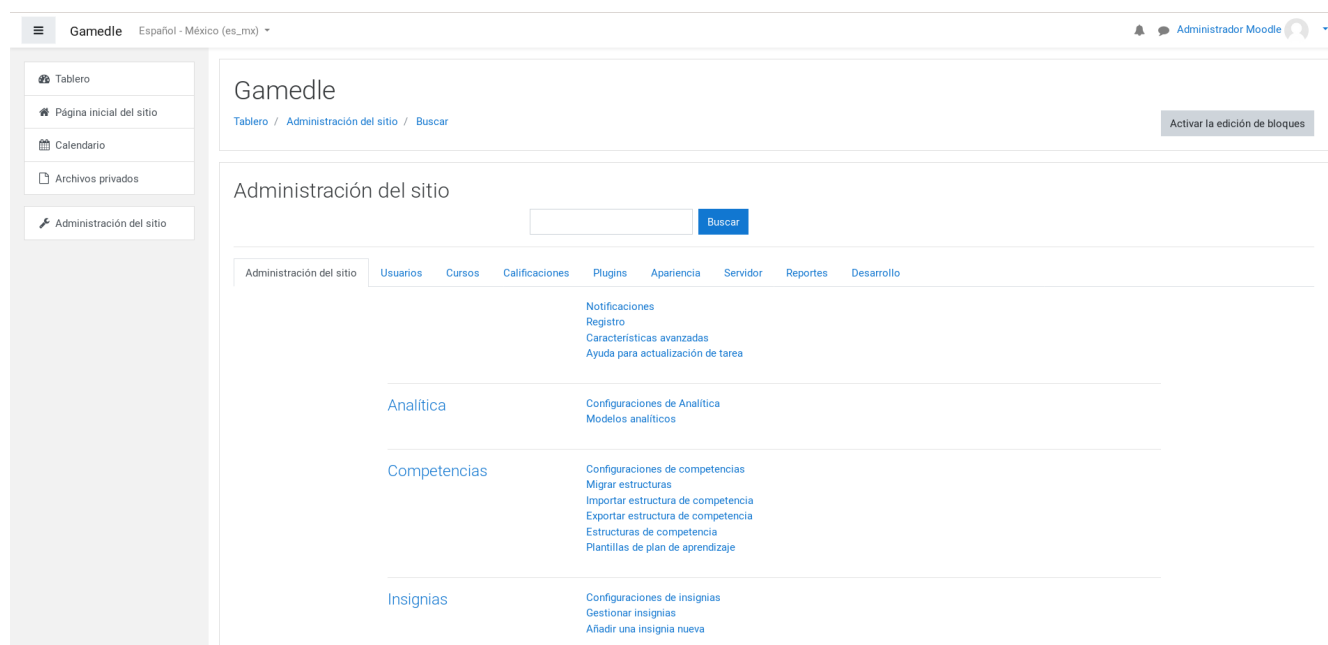 Gamedle Español - México (es_mx) Administrador Moodle
Tablero
Página inicial del sitio
Calendario
Archivos privados
Administración del sitio
Gamedle
Tablero / Administración del sitio / Buscar
Activar la edición de bloques
Administración del sitio
Buscar
Administración del sitio Usuarios Cursos Calificaciones Plugins Apariencia Servidor Reportes Desarrollo
Notificaciones
Registro
Características avanzadas
Ayuda para actualización de tarea
Analítica
Configuraciones de Analítica
Modelos analíticos
Competencias
Configuraciones de competencias
Migrar estructuras
Importar estructura de competencia
Exportar estructura de competencia
Estructuras de competencia
Plantillas de plan de aprendizaje
Insignias
Configuraciones de insignias
Gestionar insignias
Añadir una insignia nueva